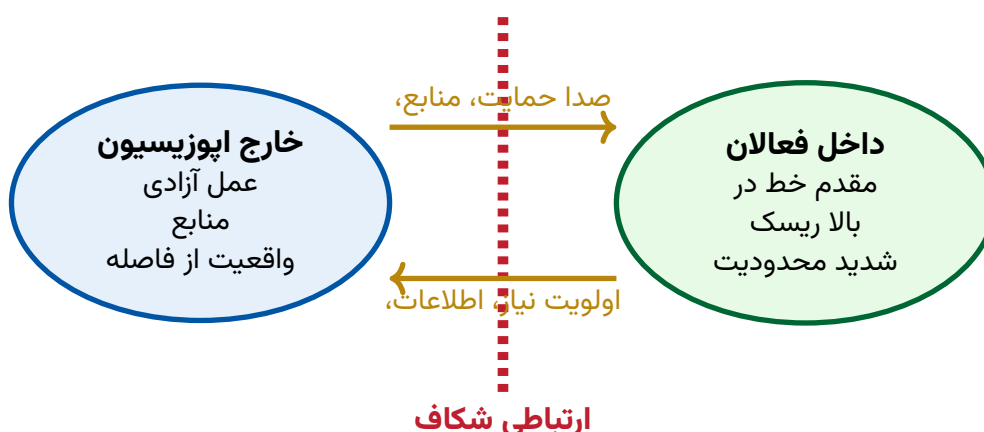 صدا حمایت، منابع،
داخل فعالان
مقدم خط در
بالا ریسک
شدید محدودیت
خارج اپوزیسیون
عمل آزادی
منابع
واقعیت از فاصله
اولویت نیاز، اطلاعات،
ارتباطی شکاف